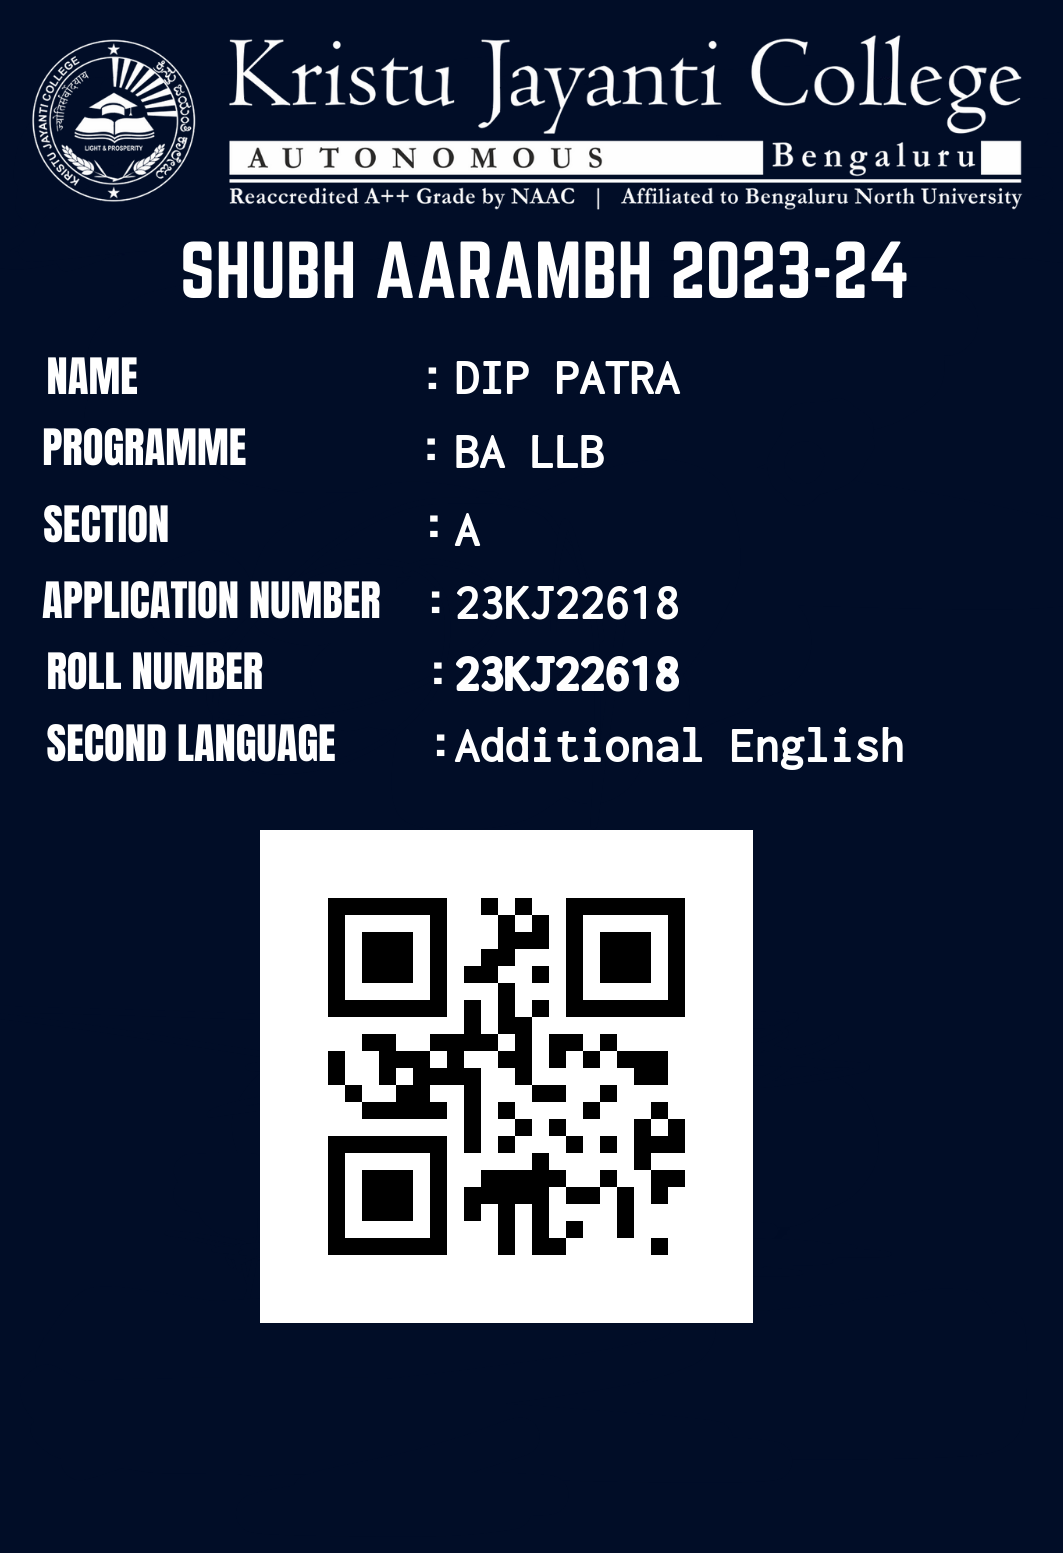 Kristu Jayanti College
AUTONOMOUS Bengaluru
Reaccredited A++ Grade by NAAC | Affiliated to Bengaluru North University
KRISTU JAYANTI COLLEGE
LIGHT & PROSPERITY
SHUBH AARAMBH 2023-24
NAME : DIP PATRA
PROGRAMME : BA LLB
SECTION : A
APPLICATION NUMBER : 23KJ22618
ROLL NUMBER : 23KJ22618
SECOND LANGUAGE : Additional English